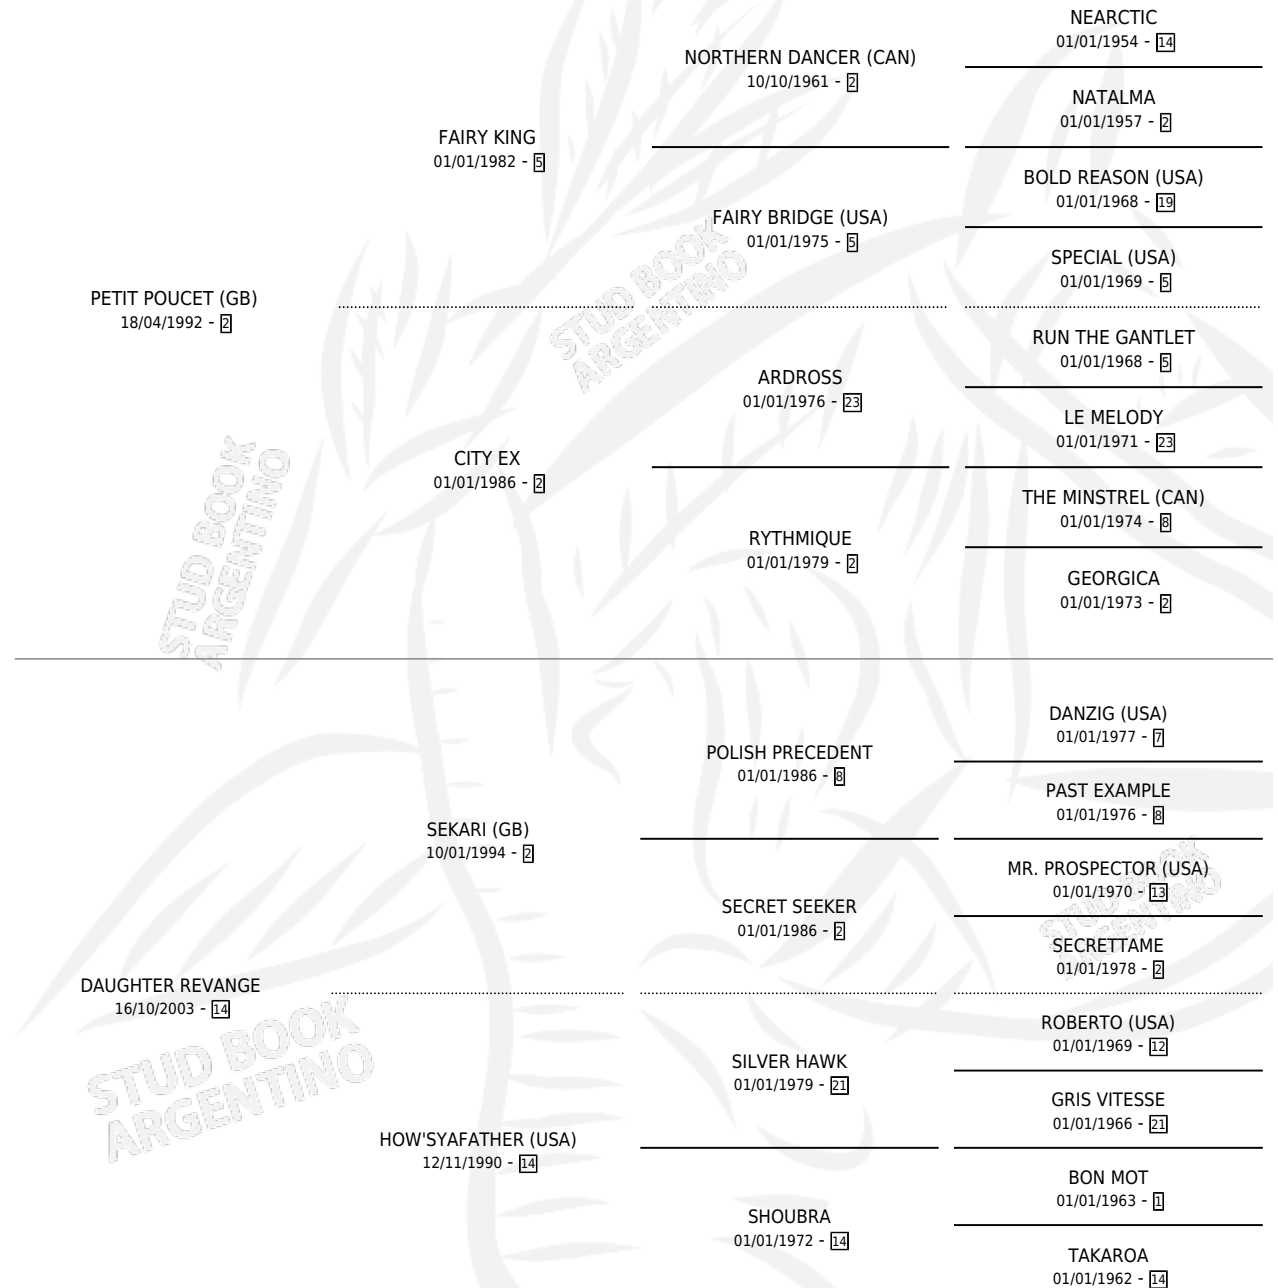 NEARCTIC
01/01/1954 - 14
NORTHERN DANCER (CAN)
10/10/1961 - 2
NATALMA
01/01/1957 - 2
FAIRY KING
01/01/1982 - 5
BOLD REASON (USA)
01/01/1968 - 19
FAIRY BRIDGE (USA)
01/01/1975 - 5
SPECIAL (USA)
01/01/1969 - 5
PETIT POUCET (GB)
18/04/1992 - 2
STUD BOOK
ARGENTINO
RUN THE GANTLET
01/01/1968 - 5
ARDROSS
01/01/1976 - 23
LE MELODY
01/01/1971 - 23
CITY EX
01/01/1986 - 2
THE MINSTREL (CAN)
01/01/1974 - 8
RYTHMIQUE
01/01/1979 - 2
GEORGICA
01/01/1973 - 2
STUD BOOK
ARGENTINO
DANZIG (USA)
01/01/1977 - 7
POLISH PRECEDENT
01/01/1986 - 8
PAST EXAMPLE
01/01/1976 - 8
SEKARI (GB)
10/01/1994 - 2
MR. PROSPECTOR (USA)
01/01/1970 - 13
SECRET SEEKER
01/01/1986 - 2
STUD BOOK
ARGENTINO
SECRETTAME
01/01/1978 - 2
DAUGHTER REVANGE
16/10/2003 - 14
STUD BOOK
ARGENTINO
ROBERTO (USA)
01/01/1969 - 12
SILVER HAWK
01/01/1979 - 21
GRIS VITESSE
01/01/1966 - 21
HOW'SYAFATHER (USA)
12/11/1990 - 14
BON MOT
01/01/1963 - 1
SHOUBRA
01/01/1972 - 14
TAKAROA
01/01/1962 - 14